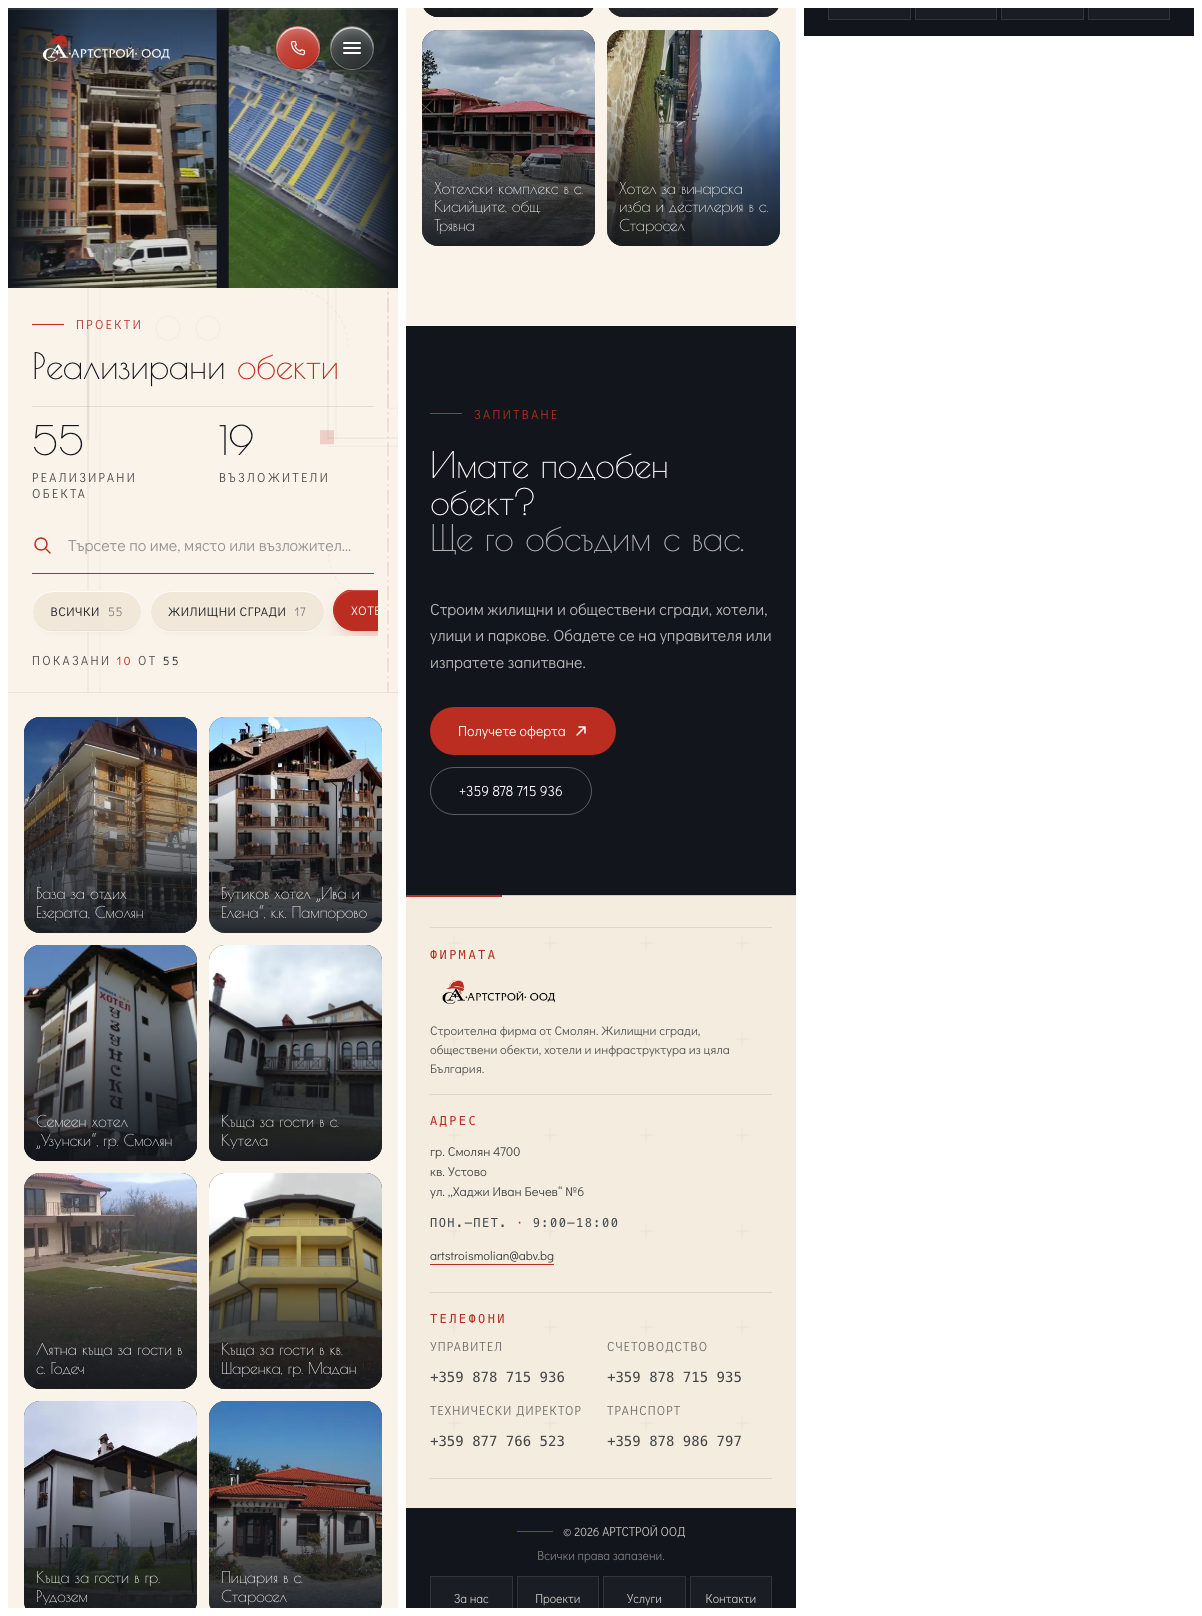 АРТСТРОЙ· ООД
ПРОЕКТИ
Реализирани обекти
55
19
РЕАЛИЗИРАНИ
ОБЕКТА
ВЪЗЛОЖИТЕЛИ
Търсете по име, място или възложител...
ВСИЧКИ 55
ЖИЛИЩНИ СГРАДИ 17
ХОТЕ
ПОКАЗАНИ 10 ОТ 55
База за отдих
Езерата, Смолян
Бутиков хотел „Ива и
Елена“, к.к. Пампорово
ХОТЕЛ
УЗУНСКИ
Семеен хотел
„Узунски“, гр. Смолян
Къща за гости в с.
Кутела
Лятна къща за гости в
с. Годеч
Къща за гости в кв.
Шаренка, гр. Мадан
Къща за гости в гр.
Рудозем
Пицария в с.
Старосел
Хотелски комплекс в с.
Кисийците, общ.
Трявна
Хотел за винарска
изба и дестилерия в с.
Старосел
ЗАПИТВАНЕ
Имате подобен
обект?
Ще го обсъдим с вас.
Строим жилищни и обществени сгради, хотели,
улици и паркове. Обадете се на управителя или
изпратете запитване.
Получете оферта
+359 878 715 936
ФИРМАТА
АРТСТРОЙ· ООД
Строителна фирма от Смолян. Жилищни сгради,
обществени обекти, хотели и инфраструктура из цяла
България.
АДРЕС
гр. Смолян 4700
кв. Устово
ул. „Хаджи Иван Бечев“ №6
ПОН.—ПЕТ. · 9:00—18:00
artstroismolian@abv.bg
ТЕЛЕФОНИ
УПРАВИТЕЛ
+359 878 715 936
СЧЕТОВОДСТВО
+359 878 715 935
ТЕХНИЧЕСКИ ДИРЕКТОР
+359 877 766 523
ТРАНСПОРТ
+359 878 986 797
© 2026 АРТСТРОЙ ООД
Всички права запазени.
За нас
Проекти
Услуги
Контакти